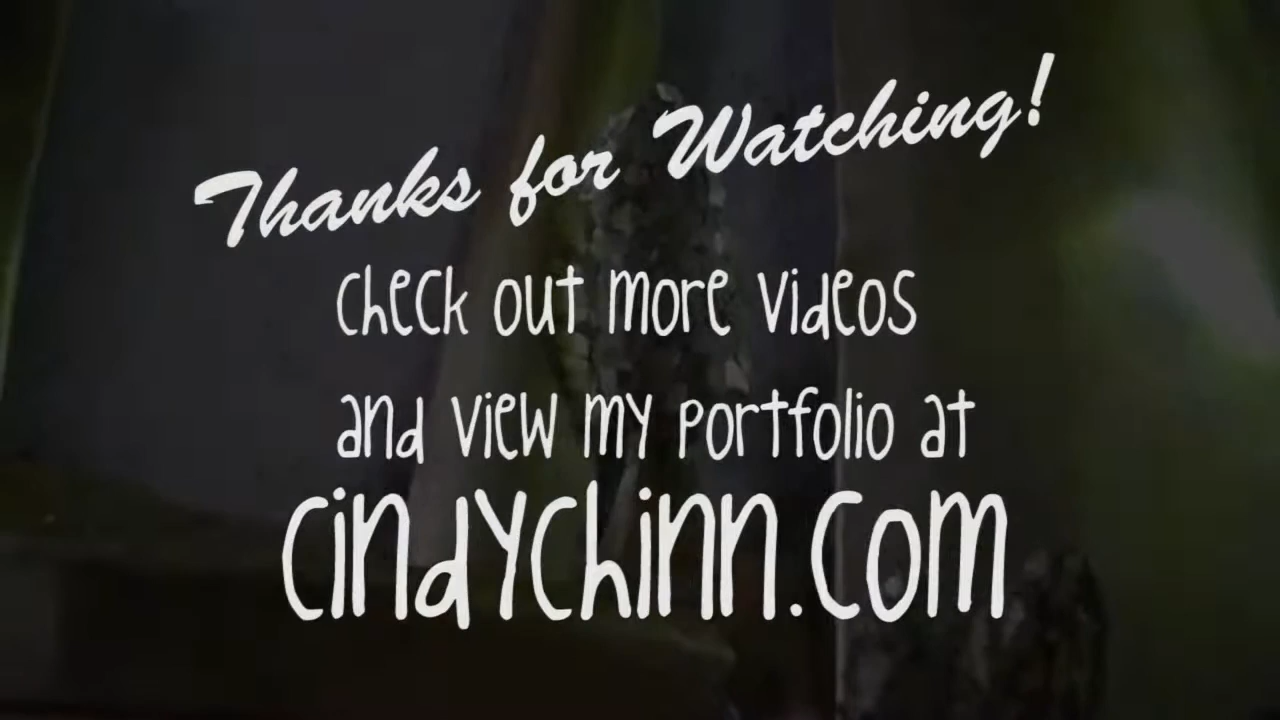 Thanks for Watching!
check out more videos
and view my portfolio at
cindychinn.com